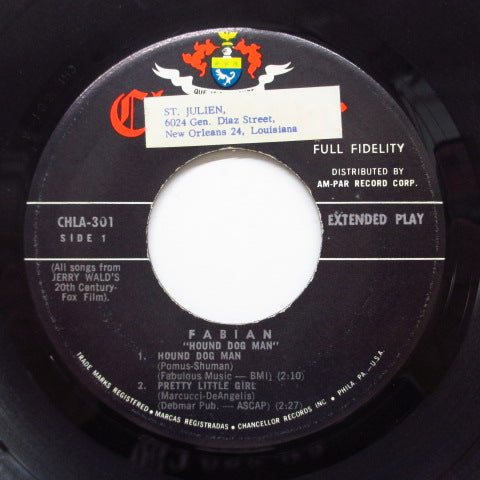 ST. JULIEN,
6024 Gen. Diaz Street,
New Orleans 24, Louisiana
FULL FIDELITY
DISTRIBUTED BY
AM-PAR RECORD CORP.
CHLA-301
SIDE 1
EXTENDED PLAY
(All songs from
JERRY WALD'S
20th Century-
Fox Film).
FABIAN
"HOUND DOG MAN"
1. HOUND DOG MAN
(Pomus-Shuman)
(Fabulous Music — BMI) (2:10)
2. PRETTY LITTLE GIRL
(Marcucci-DeAngelis)
(Debmar Pub. — ASCAP) (2:27)
TRADE MARKS REGISTERED • MARCAS REGISTRADAS • CHANCELLOR RECORDS INC. • PHILA PA.-U.S.A.